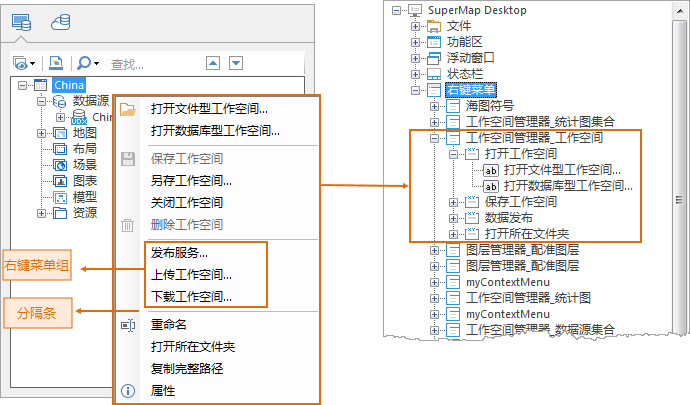 查找...
China
数据源
UDX
Chin
地图
布局
场景
图表
模型
资源
打开文件型工作空间...
打开数据库型工作空间...
保存工作空间
另存工作空间...
关闭工作空间
删除工作空间
发布服务...
上传工作空间...
下载工作空间...
重命名
打开所在文件夹
复制完整路径
属性
右键菜单组
分隔条
SuperMap Desktop
文件
功能区
浮动窗口
状态栏
右键菜单
海图符号
工作空间管理器_统计图集合
工作空间管理器_工作空间
打开工作空间
ab 打开文件型工作空间...
ab 打开数据库型工作空间...
保存工作空间
数据发布
打开所在文件夹
图层管理器_配准图层
图层管理器_配准图层
myContextMenu
工作空间管理器_统计图
myContextMenu
工作空间管理器_数据源集合